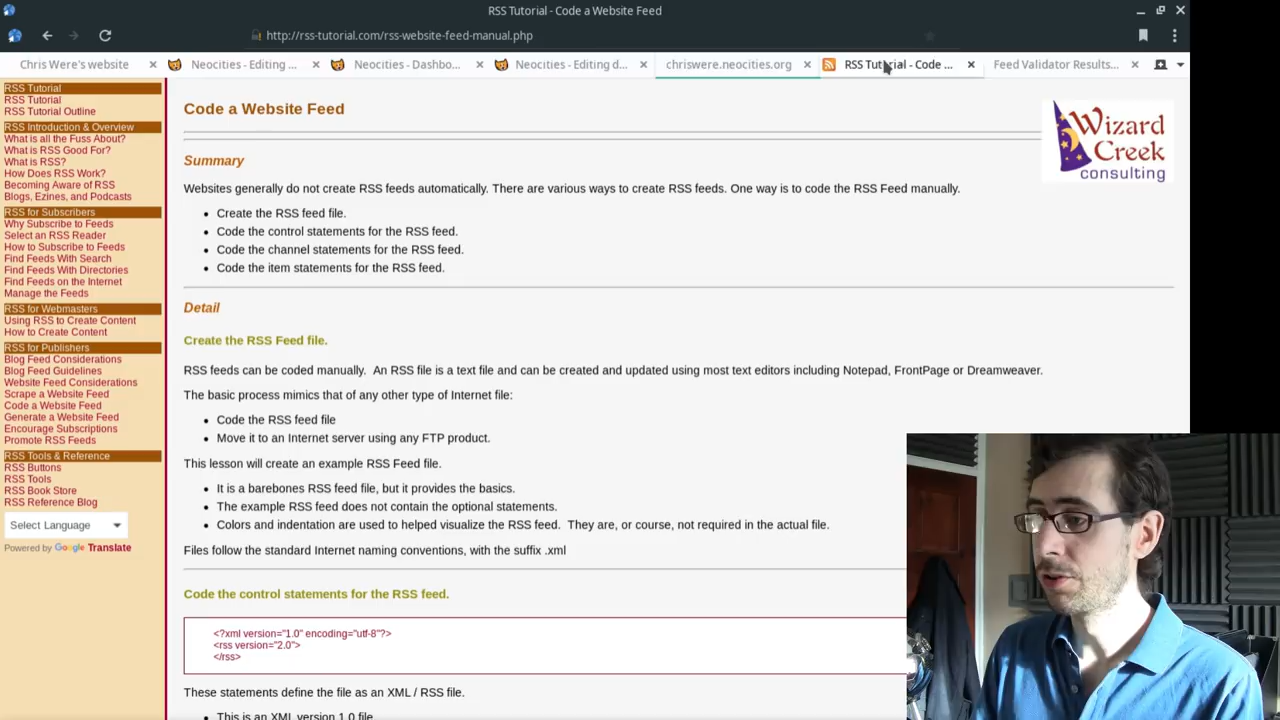 RSS Tutorial - Code a Website Feed
http://rss-tutorial.com/rss-website-feed-manual.php
Chris Were's website
Neocities - Editing ...
Neocities - Dashbo...
Neocities - Editing d...
chriswere.neocities.org
RSS Tutorial - Code ...
Feed Validator Results...
RSS Tutorial
RSS Tutorial
RSS Tutorial Outline
RSS Introduction & Overview
What is all the Fuss About?
What is RSS Good For?
What is RSS?
How Does RSS Work?
Becoming Aware of RSS
Blogs, Ezines, and Podcasts
RSS for Subscribers
Why Subscribe to Feeds
Select an RSS Reader
How to Subscribe to Feeds
Find Feeds With Search
Find Feeds With Directories
Find Feeds on the Internet
Manage the Feeds
RSS for Webmasters
Using RSS to Create Content
How to Create Content
RSS for Publishers
Blog Feed Considerations
Blog Feed Guidelines
Website Feed Considerations
Scrape a Website Feed
Code a Website Feed
Generate a Website Feed
Encourage Subscriptions
Promote RSS Feeds
RSS Tools & Reference
RSS Buttons
RSS Tools
RSS Book Store
RSS Reference Blog
Select Language
Powered by Google Translate
Code a Website Feed
Wizard
Creek
consulting
Summary
Websites generally do not create RSS feeds automatically. There are various ways to create RSS feeds. One way is to code the RSS Feed manually.
• Create the RSS feed file.
• Code the control statements for the RSS feed.
• Code the channel statements for the RSS feed.
• Code the item statements for the RSS feed.
Detail
Create the RSS Feed file.
RSS feeds can be coded manually. An RSS file is a text file and can be created and updated using most text editors including Notepad, FrontPage or Dreamweaver.
The basic process mimics that of any other type of Internet file:
• Code the RSS feed file
• Move it to an Internet server using any FTP product.
This lesson will create an example RSS Feed file.
• It is a barebones RSS feed file, but it provides the basics.
• The example RSS feed does not contain the optional statements.
• Colors and indentation are used to helped visualize the RSS feed. They are, or course, not required in the actual file.
Files follow the standard Internet naming conventions, with the suffix .xml
Code the control statements for the RSS feed.
<?xml version="1.0" encoding="utf-8"?>
<rss version="2.0">
</rss>
These statements define the file as an XML / RSS file.
• This is an XML version 1.0 file